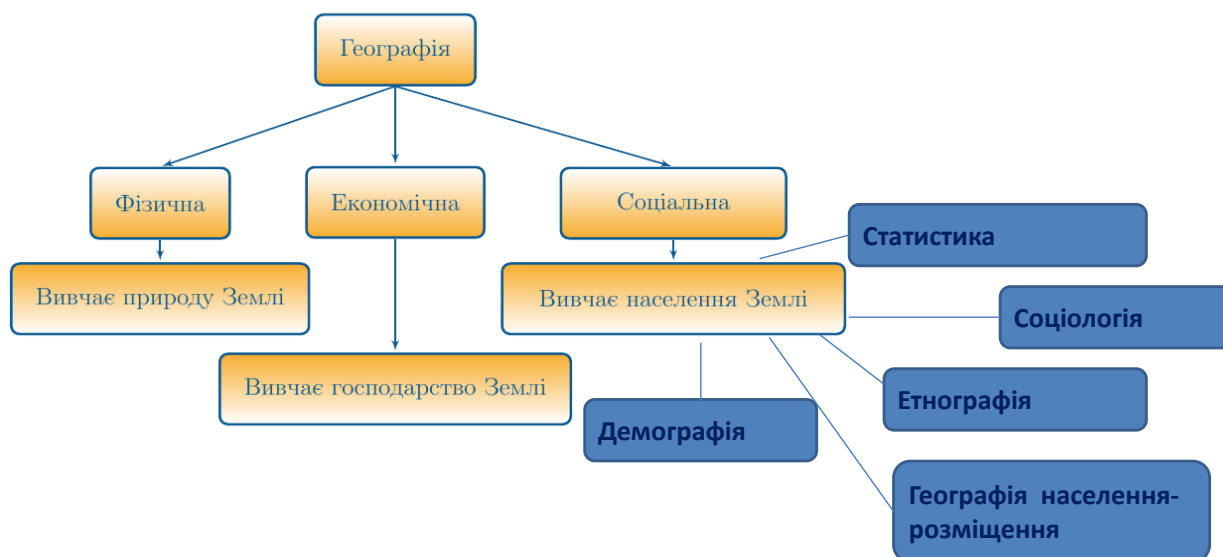 Географія
Фізична
Економічна
Соціальна
Статистика
Вивчає природу Землі
Вивчає населення Землі
Соціологія
Вивчає господарство Землі
Етнографія
Демографія
Географія населення-
розміщення